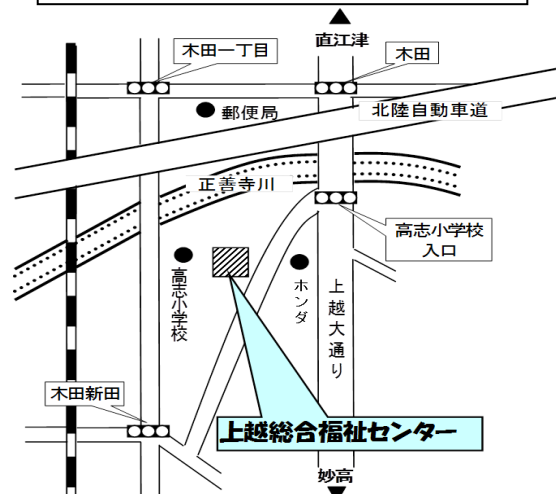 直江津
木田一丁目
木田
郵便局
北陸自動車道
正善寺川
高志小学校
入口
高志小学校
ホンダ
上越大通り
木田新田
上越総合福祉センター
妙高